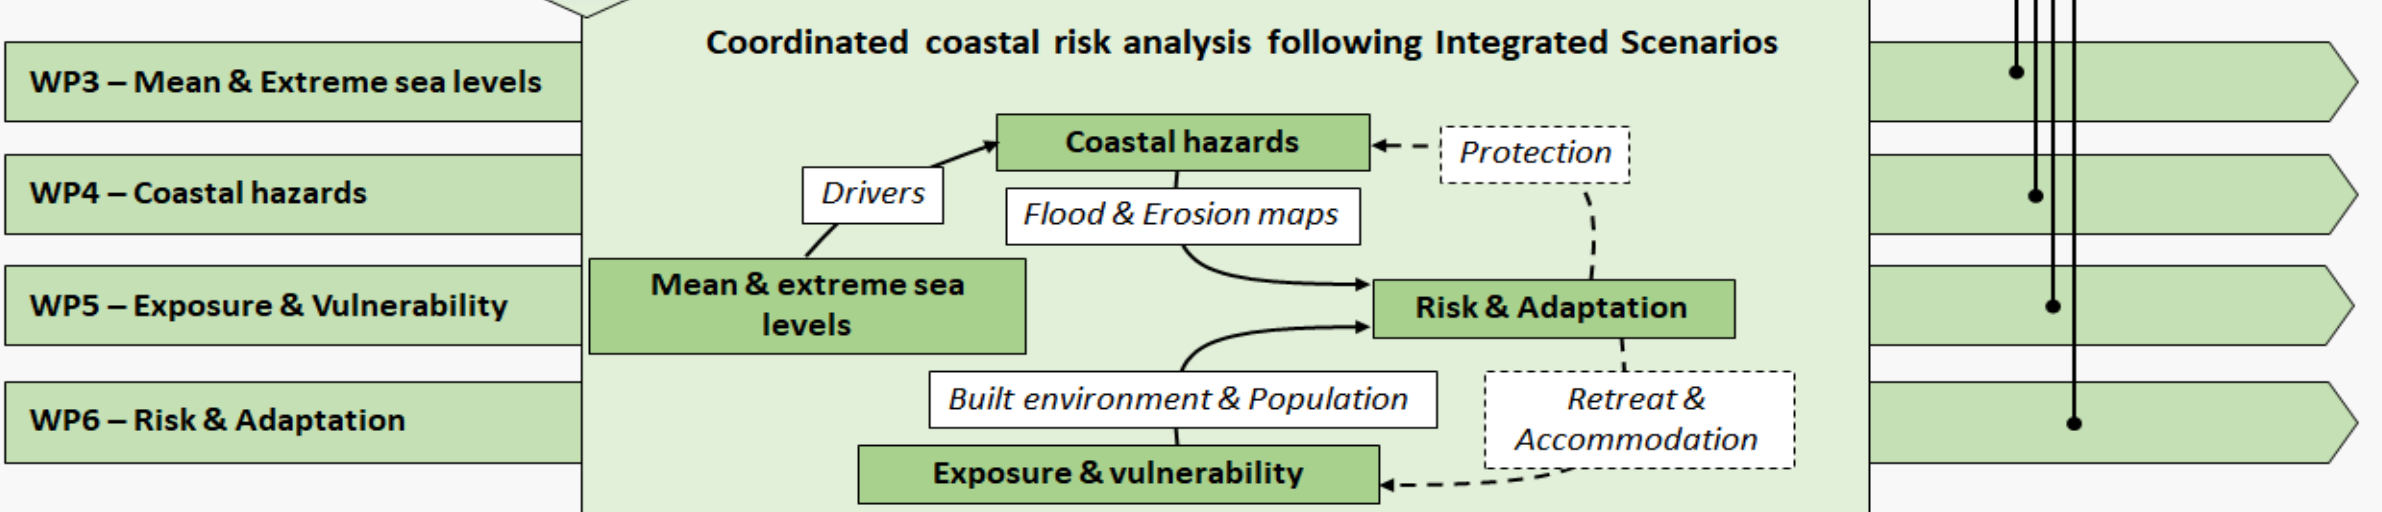 Coordinated coastal risk analysis following Integrated Scenarios
WP3 – Mean & Extreme sea levels
WP4 – Coastal hazards
WP5 – Exposure & Vulnerability
WP6 – Risk & Adaptation
Coastal hazards
Protection
Drivers
Flood & Erosion maps
Mean & extreme sea
levels
Risk & Adaptation
Built environment & Population
Retreat &
Accommodation
Exposure & vulnerability